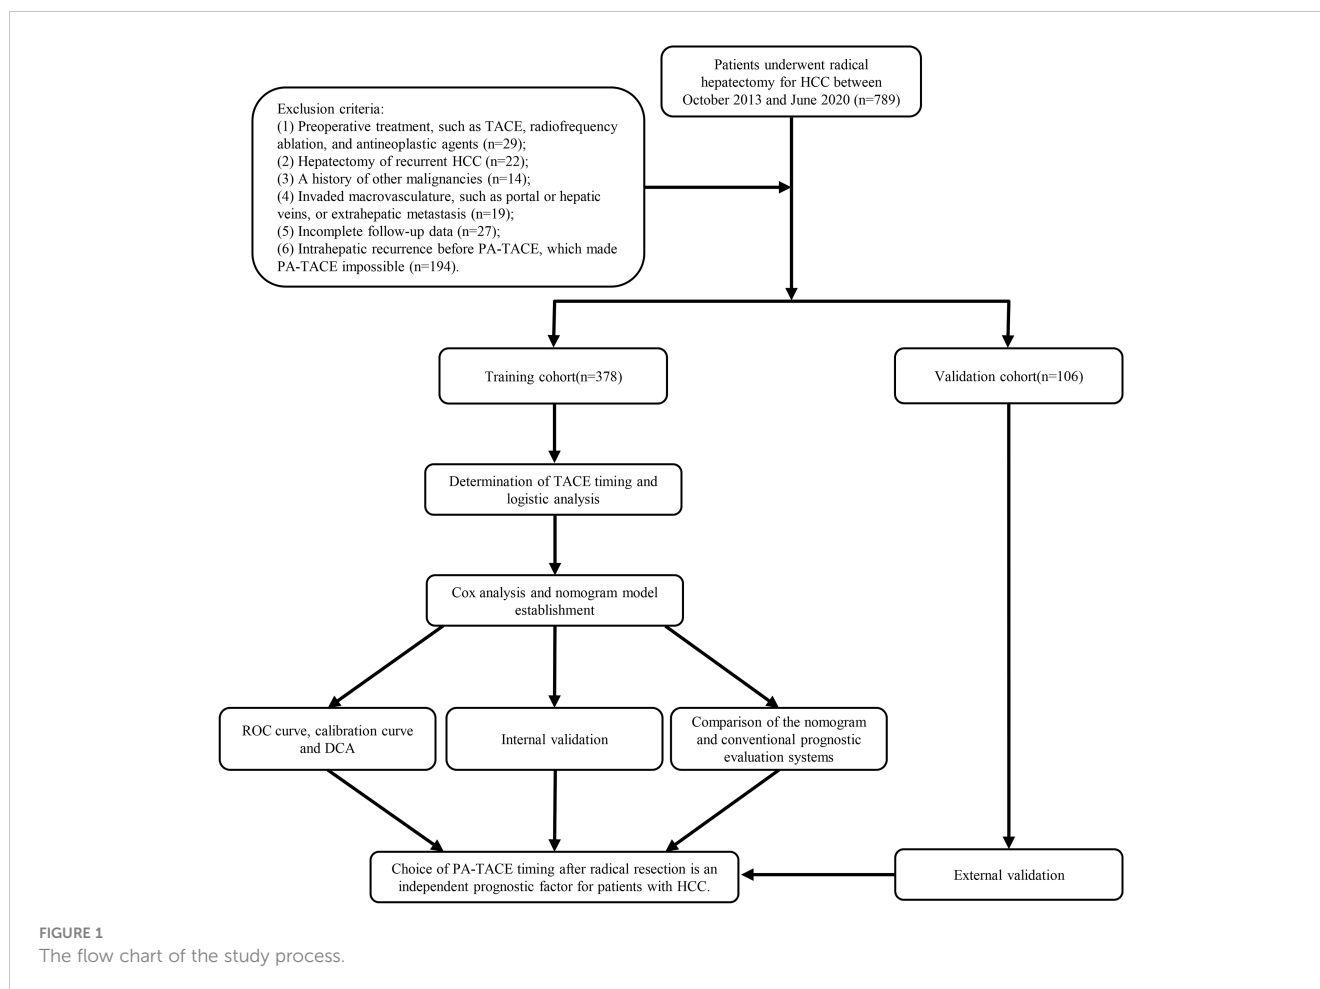 Patients underwent radical
hepatectomy for HCC between
October 2013 and June 2020 (n=789)
Exclusion criteria:
(1) Preoperative treatment, such as TACE, radiofrequency
ablation, and antineoplastic agents (n=29);
(2) Hepatectomy of recurrent HCC (n=22);
(3) A history of other malignancies (n=14);
(4) Invaded macrovasculature, such as portal or hepatic
veins, or extrahepatic metastasis (n=19);
(5) Incomplete follow-up data (n=27);
(6) Intrahepatic recurrence before PA-TACE, which made
PA-TACE impossible (n=194).
Training cohort(n=378)
Validation cohort(n=106)
Determination of TACE timing and
logistic analysis
Cox analysis and nomogram model
establishment
ROC curve, calibration curve
and DCA
Internal validation
Comparison of the nomogram
and conventional prognostic
evaluation systems
Choice of PA-TACE timing after radical resection is an
independent prognostic factor for patients with HCC.
External validation
FIGURE 1
The flow chart of the study process.